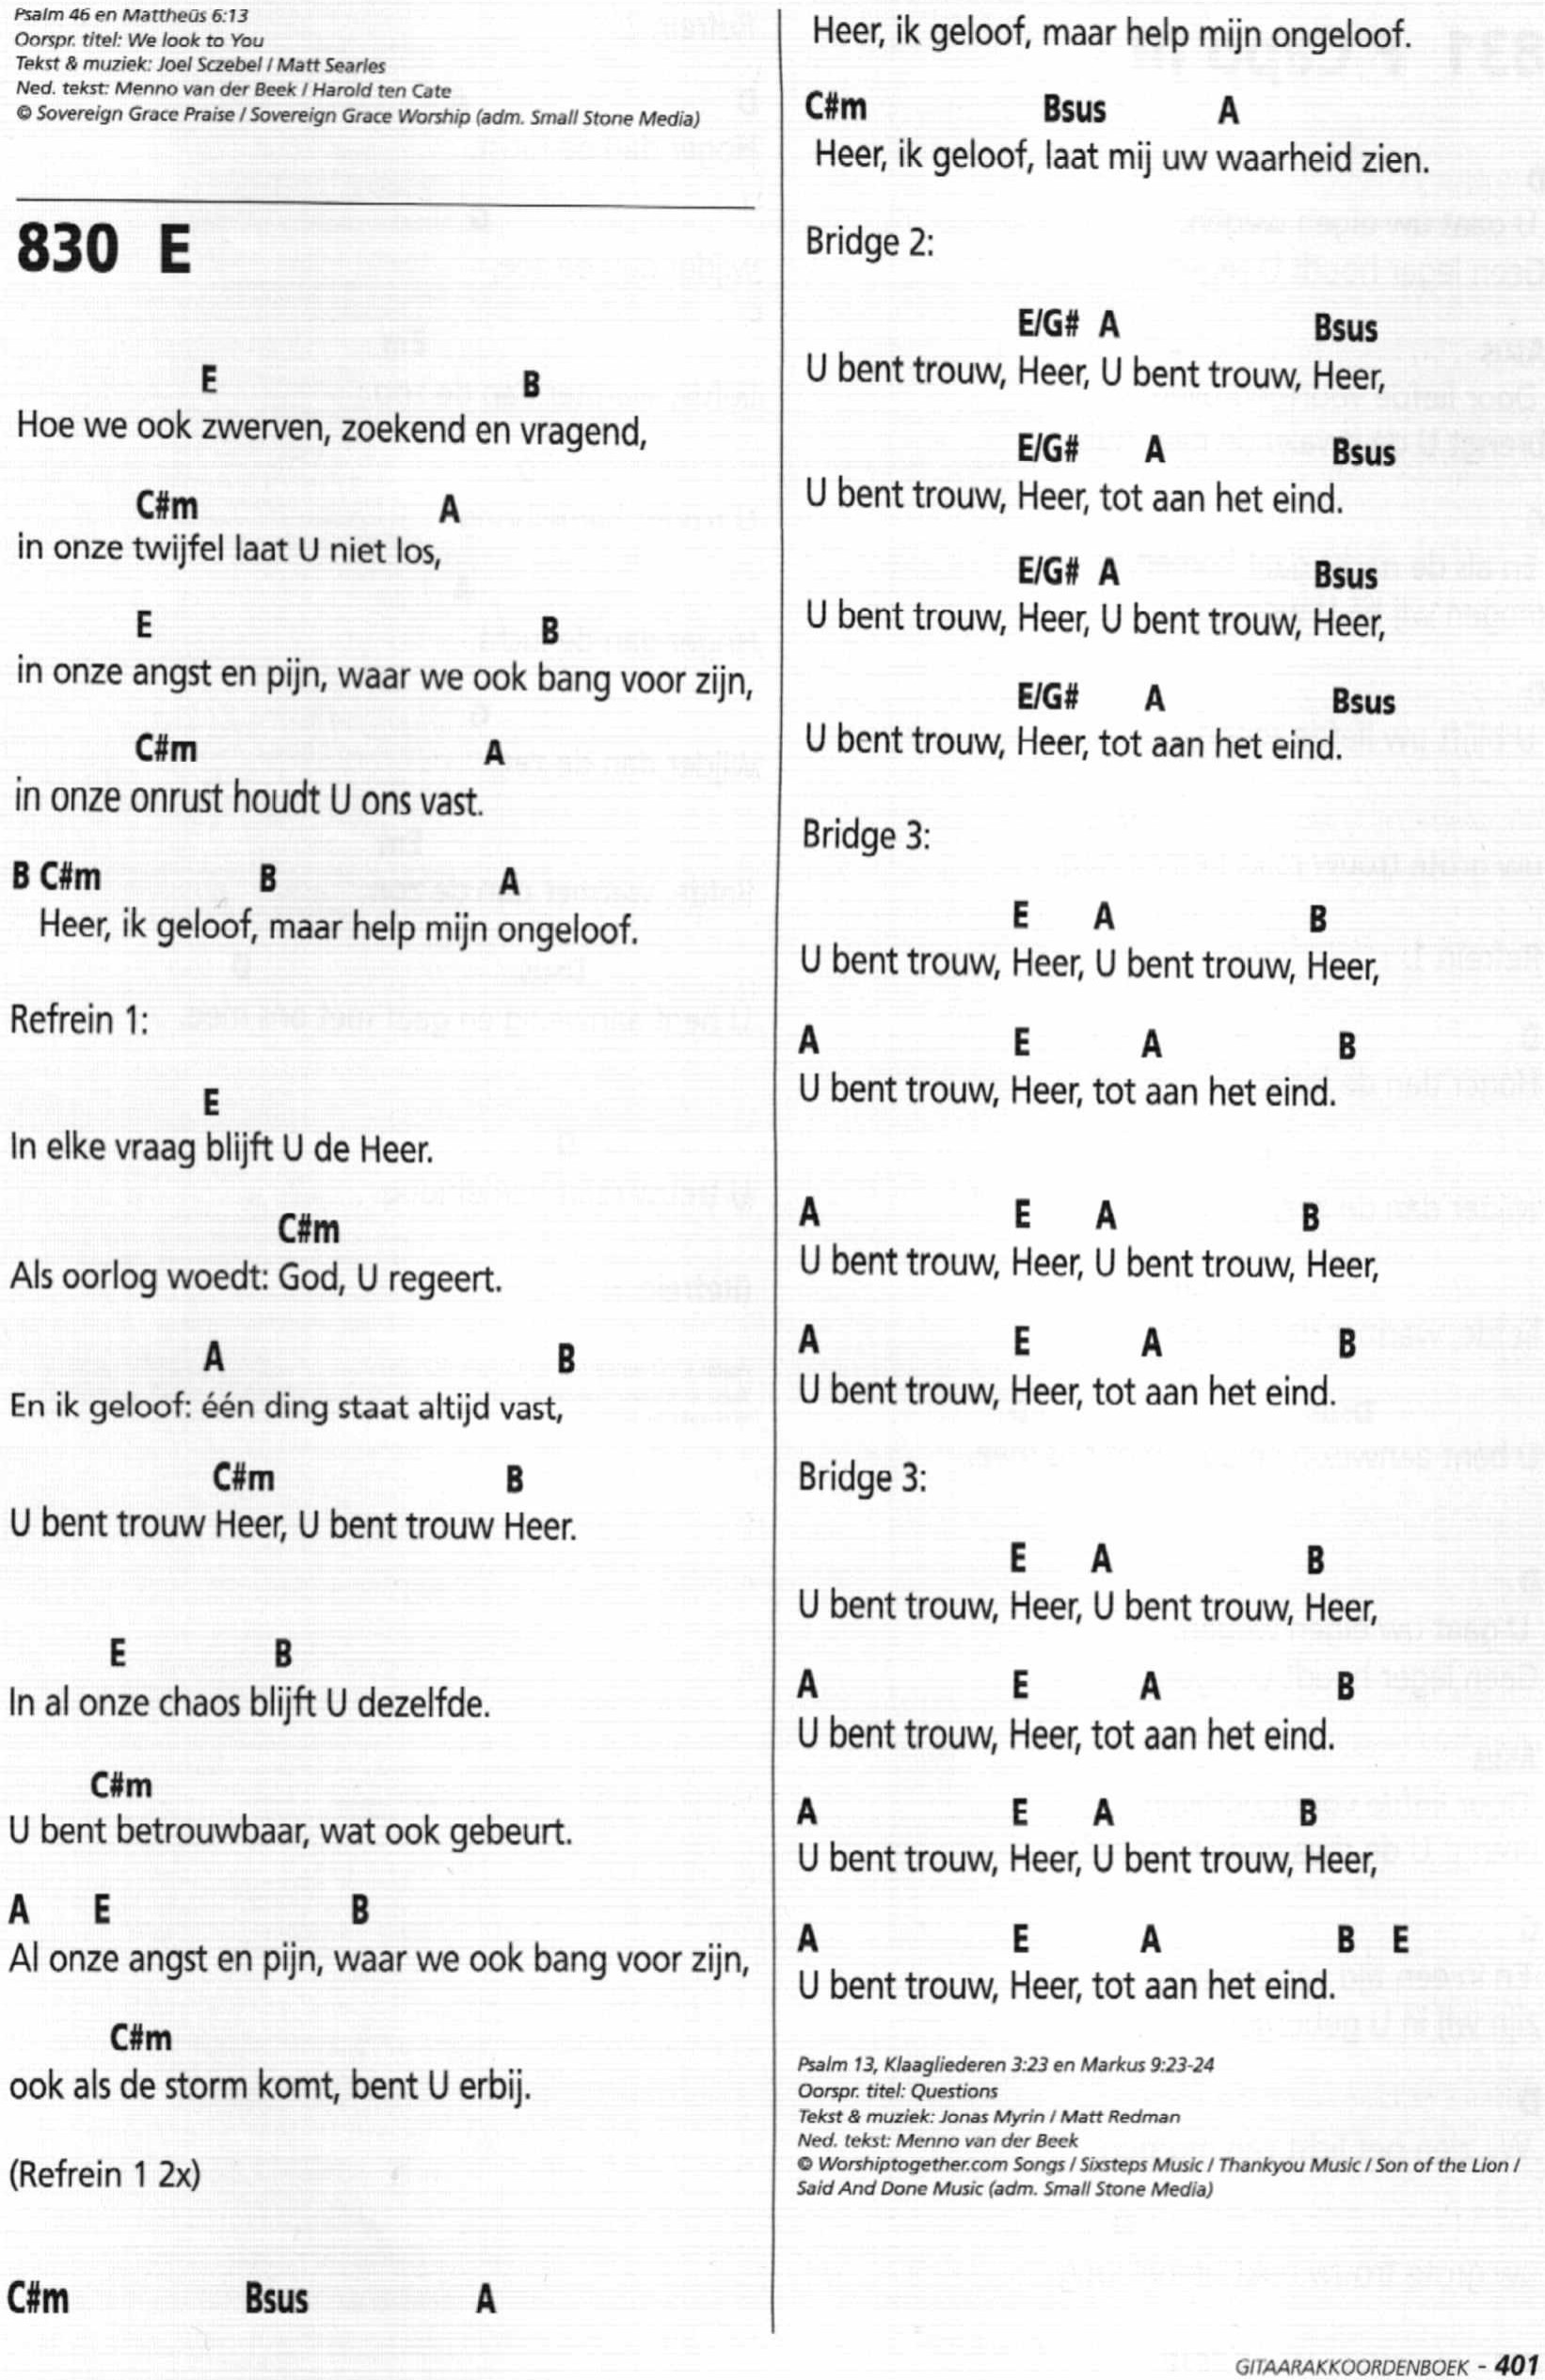 Psalm 46 en Mattheüs 6:13
Oorspr. titel: We look to You
Tekst & muziek: Joel Sczebel / Matt Searles
Ned. tekst: Menno van der Beek / Harold ten Cate
© Sovereign Grace Praise / Sovereign Grace Worship (adm. Small Stone Media)
830 E
E B
Hoe we ook zwerven, zoekend en vragend,
C#m A
in onze twijfel laat U niet los,
E B
in onze angst en pijn, waar we ook bang voor zijn,
C#m A
in onze onrust houdt U ons vast.
B C#m B A
Heer, ik geloof, maar help mijn ongeloof.
Refrein 1:
E
In elke vraag blijft U de Heer.
C#m
Als oorlog woedt: God, U regeert.
A B
En ik geloof: één ding staat altijd vast,
C#m B
U bent trouw Heer, U bent trouw Heer.
E B
In al onze chaos blijft U dezelfde.
C#m
U bent betrouwbaar, wat ook gebeurt.
A E B
Al onze angst en pijn, waar we ook bang voor zijn,
C#m
ook als de storm komt, bent U erbij.
(Refrein 1 2x)
C#m Bsus A
Heer, ik geloof, maar help mijn ongeloof.
C#m Bsus A
Heer, ik geloof, laat mij uw waarheid zien.
Bridge 2:
E/G# A Bsus
U bent trouw, Heer, U bent trouw, Heer,
E/G# A Bsus
U bent trouw, Heer, tot aan het eind.
E/G# A Bsus
U bent trouw, Heer, U bent trouw, Heer,
E/G# A Bsus
U bent trouw, Heer, tot aan het eind.
Bridge 3:
E A B
U bent trouw, Heer, U bent trouw, Heer,
A E A B
U bent trouw, Heer, tot aan het eind.
A E A B
U bent trouw, Heer, U bent trouw, Heer,
A E A B
U bent trouw, Heer, tot aan het eind.
Bridge 3:
E A B
U bent trouw, Heer, U bent trouw, Heer,
A E A B
U bent trouw, Heer, tot aan het eind.
A E A B
U bent trouw, Heer, U bent trouw, Heer,
A E A B E
U bent trouw, Heer, tot aan het eind.
Psalm 13, Klaagliederen 3:23 en Markus 9:23-24
Oorspr. titel: Questions
Tekst & muziek: Jonas Myrin / Matt Redman
Ned. tekst: Menno van der Beek
© Worshiptogether.com Songs / Sixsteps Music / Thankyou Music / Son of the Lion /
Said And Done Music (adm. Small Stone Media)
GITAARAKKOORDENBOEK - 401